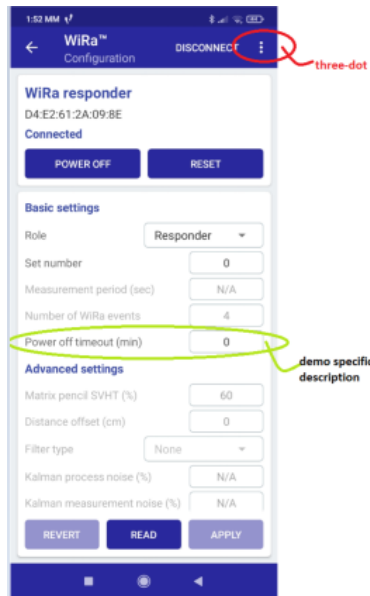 1:52 MM
WiRa™
Configuration
DISCONNECT
three-dot
WiRa responder
D4:E2:61:2A:09:8E
Connected
POWER OFF RESET
Basic settings
Role Responder
Set number 0
Measurement period (sec) N/A
Number of WiRa events 4
Power off timeout (min) 0
demo specific
description
Advanced settings
Matrix pencil SVHT (%) 60
Distance offset (cm) 0
Filter type None
Kalman process noise (%) N/A
Kalman measurement noise (%) N/A
REVERT READ APPLY